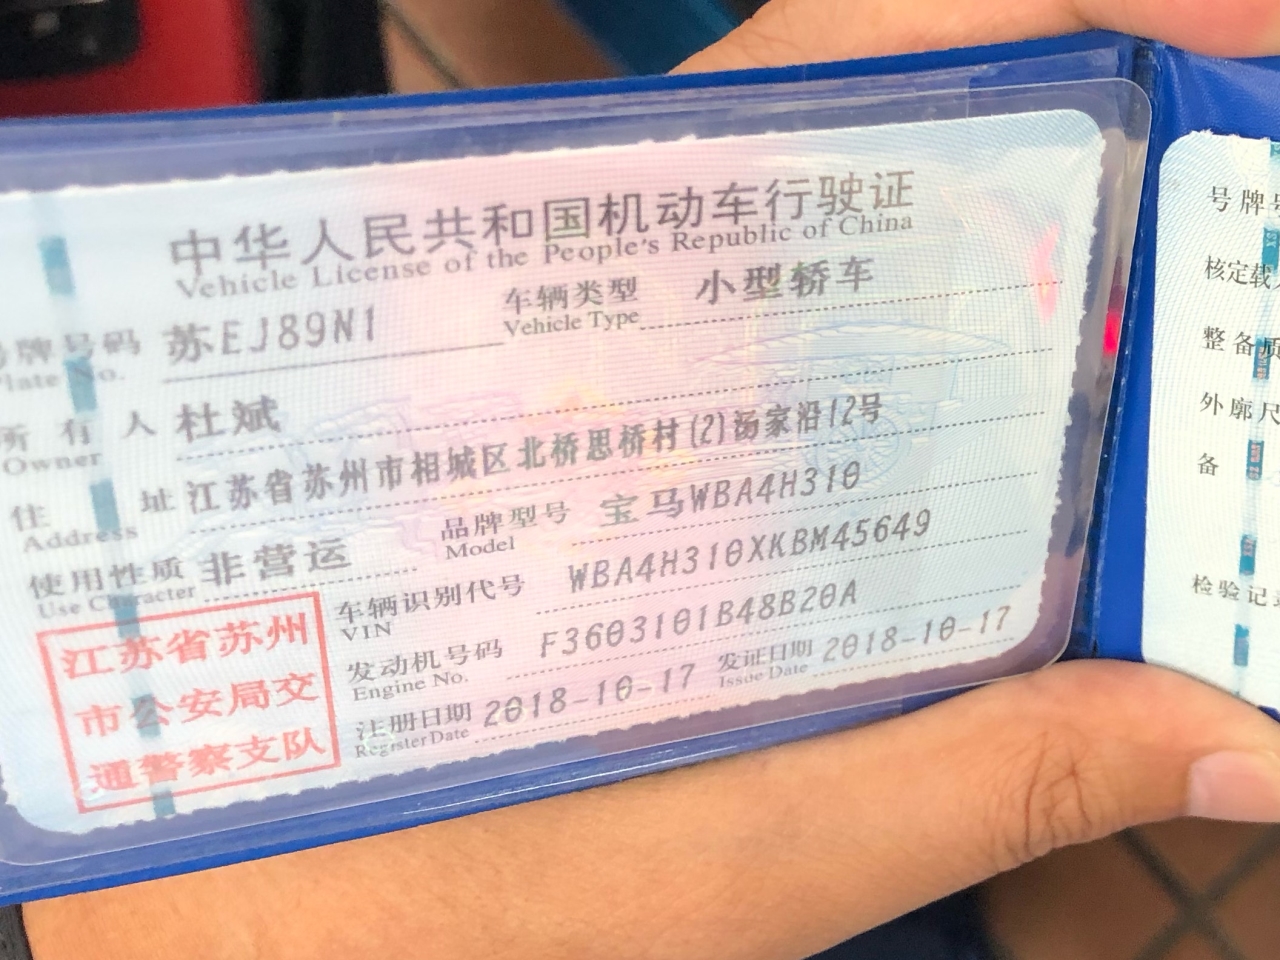 中华人民共和国机动车行驶证
Vehicle License of the People's Republic of China
号牌号码 苏EJ89N1 车辆类型 小型轿车
Plate No. Vehicle Type
所有人 杜斌
Owner
住址 江苏省苏州市相城区北桥思桥村(2)汤家沿12号
Address
使用性质 非营运 品牌型号 宝马WBA4H310
Use Character Model
江苏省苏州
市公安局交
通警察支队
车辆识别代号 WBA4H310XKBM45649
VIN
发动机号码 F3603101B48B20A
Engine No.
注册日期 2018-10-17 发证日期 2018-10-17
Register Date Issue Date
号牌号
核定载
整备质
外廓尺
备
检验记